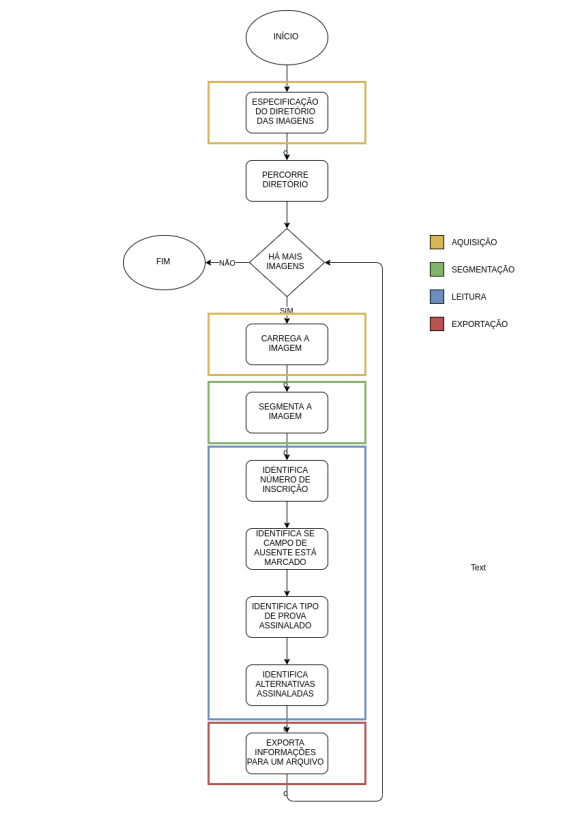 INÍCIO
ESPECIFICAÇÃO
DO DIRETÓRIO
DAS IMAGENS
PERCORRE
DIRETÓRIO
HÁ MAIS
IMAGENS
NÃO
FIM
SIM
AQUISIÇÃO
SEGMENTAÇÃO
LEITURA
EXPORTAÇÃO
CARREGA A
IMAGEM
SEGMENTA A
IMAGEM
IDENTIFICA
NÚMERO DE
INSCRIÇÃO
IDENTIFICA SE
CAMPO DE
AUSENTE ESTÁ
MARCADO
Text
IDENTIFICA TIPO
DE PROVA
ASSINALADO
IDENTIFICA
ALTERNATIVAS
ASSINALADAS
EXPORTA
INFORMAÇÕES
PARA UM ARQUIVO